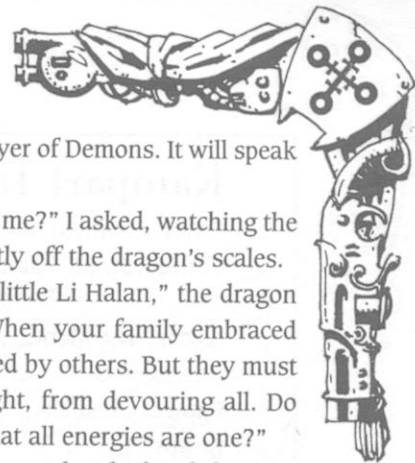 yer of Demons. It will speak
me?” I asked, watching the
tly off the dragon’s scales.
little Li Halan,” the dragon
When your family embraced
ed by others. But they must
ght, from devouring all. Do
at all energies are one?”